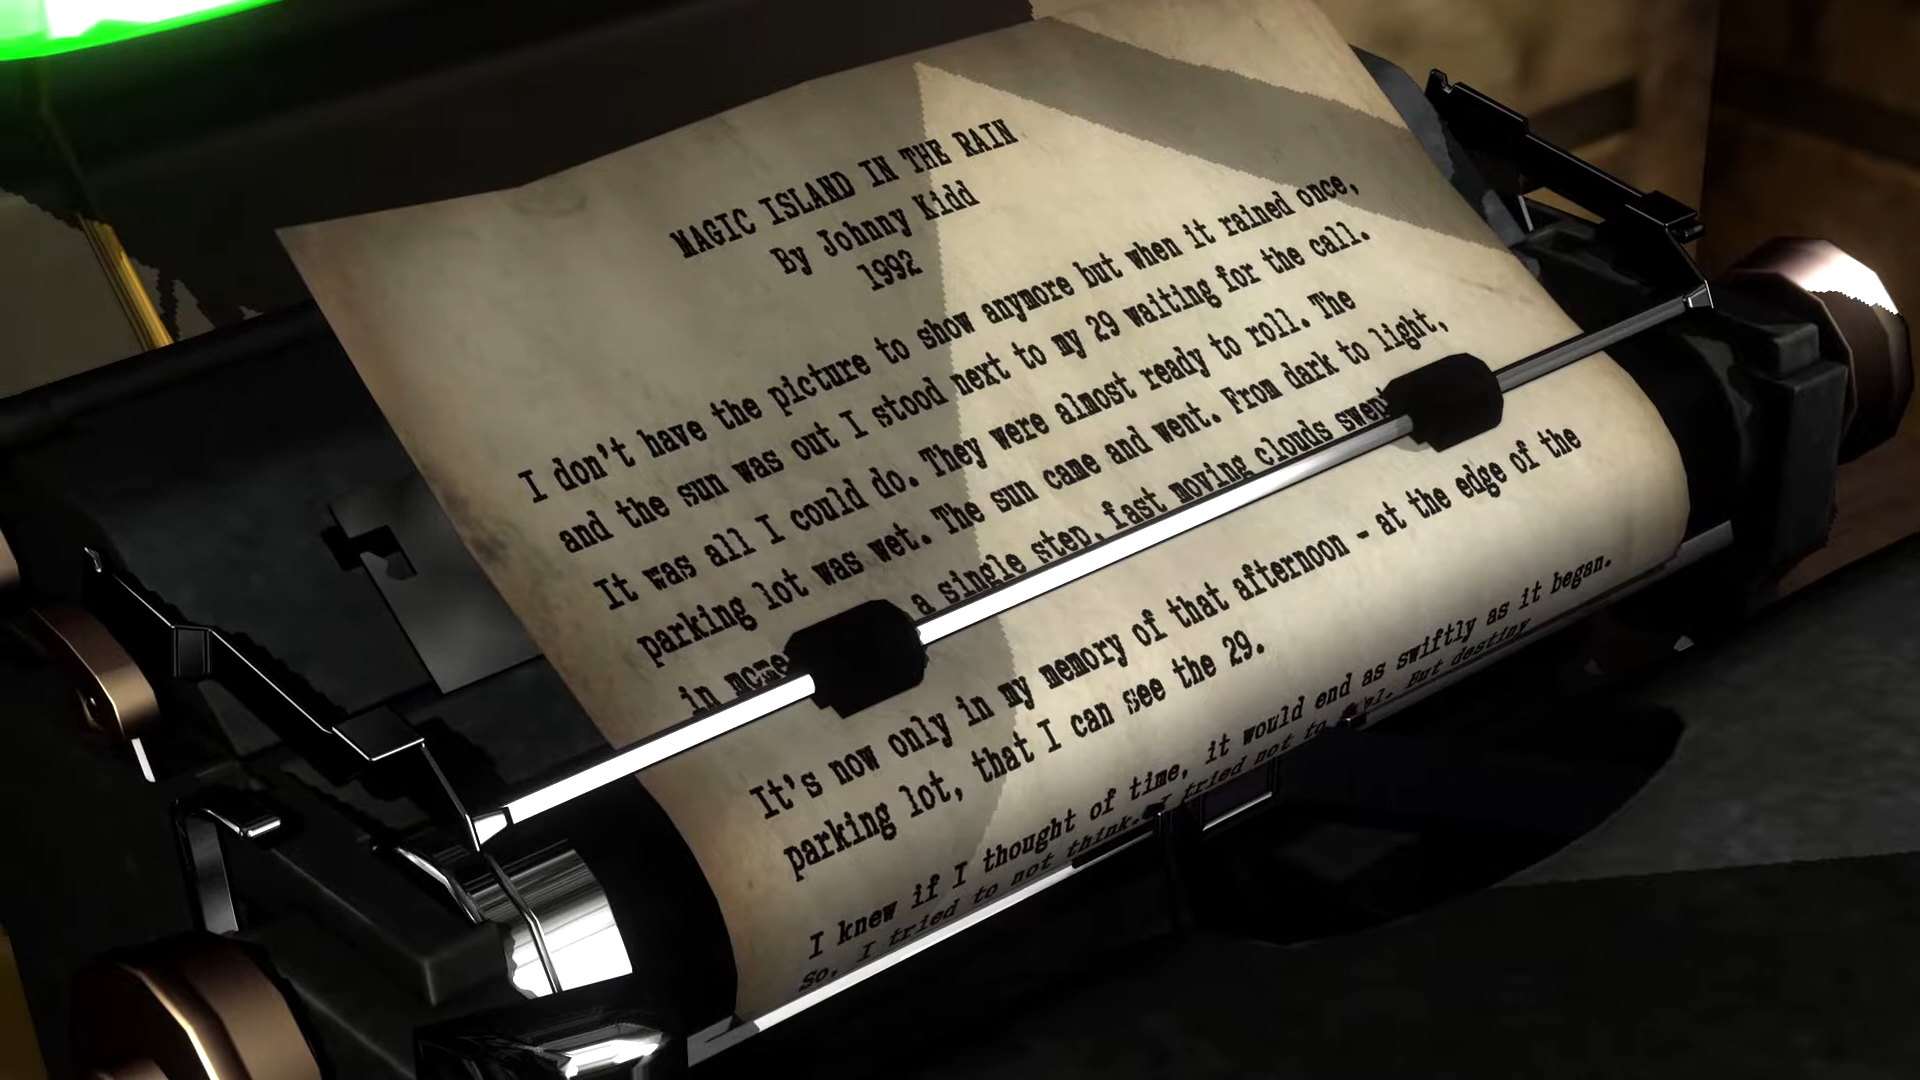 MAGIC ISLAND IN THE RAIN
By Johnny Kidd
1992
I don't have the picture to show anymore but when it rained once,
and the sun was out I stood next to my 29 waiting for the call.
It was all I could do. They were almost ready to roll. The
parking lot was wet. The sun came and went. From dark to light,
in a single step, fast moving clouds swept
It's now only in my memory of that afternoon - at the edge of the
parking lot, that I can see the 29.
I knew if I thought of time, it would end as swiftly as it began.
So, I tried to not think. I tried not to But destiny